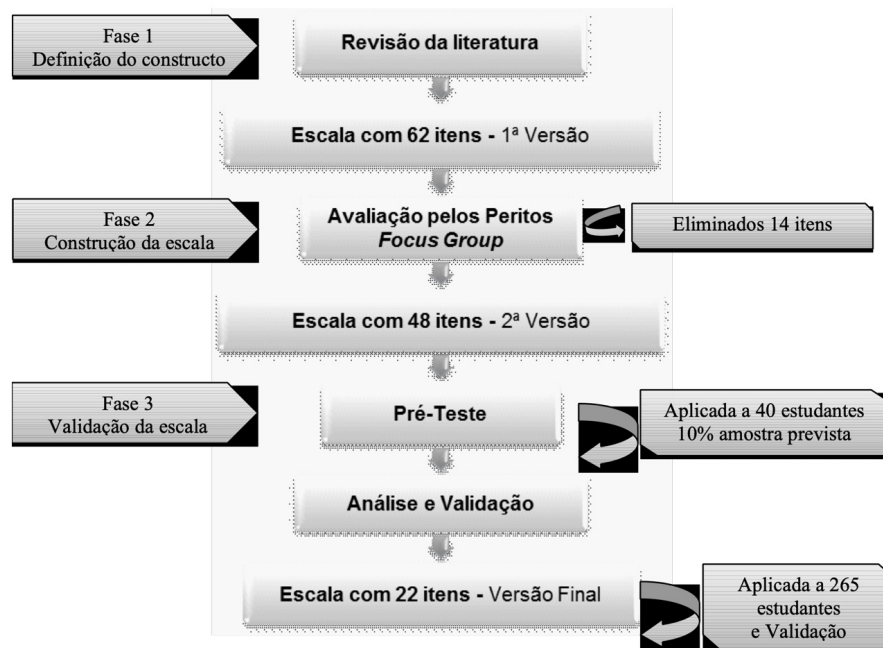 Fase 1
Definição do constructo
Revisão da literatura
Escala com 62 itens - 1ª Versão
Fase 2
Construção da escala
Avaliação pelos Peritos
Focus Group
Eliminados 14 itens
Escala com 48 itens - 2ª Versão
Fase 3
Validação da escala
Pré-Teste
Aplicada a 40 estudantes
10% amostra prevista
Análise e Validação
Escala com 22 itens - Versão Final
Aplicada a 265
estudantes
e Validação